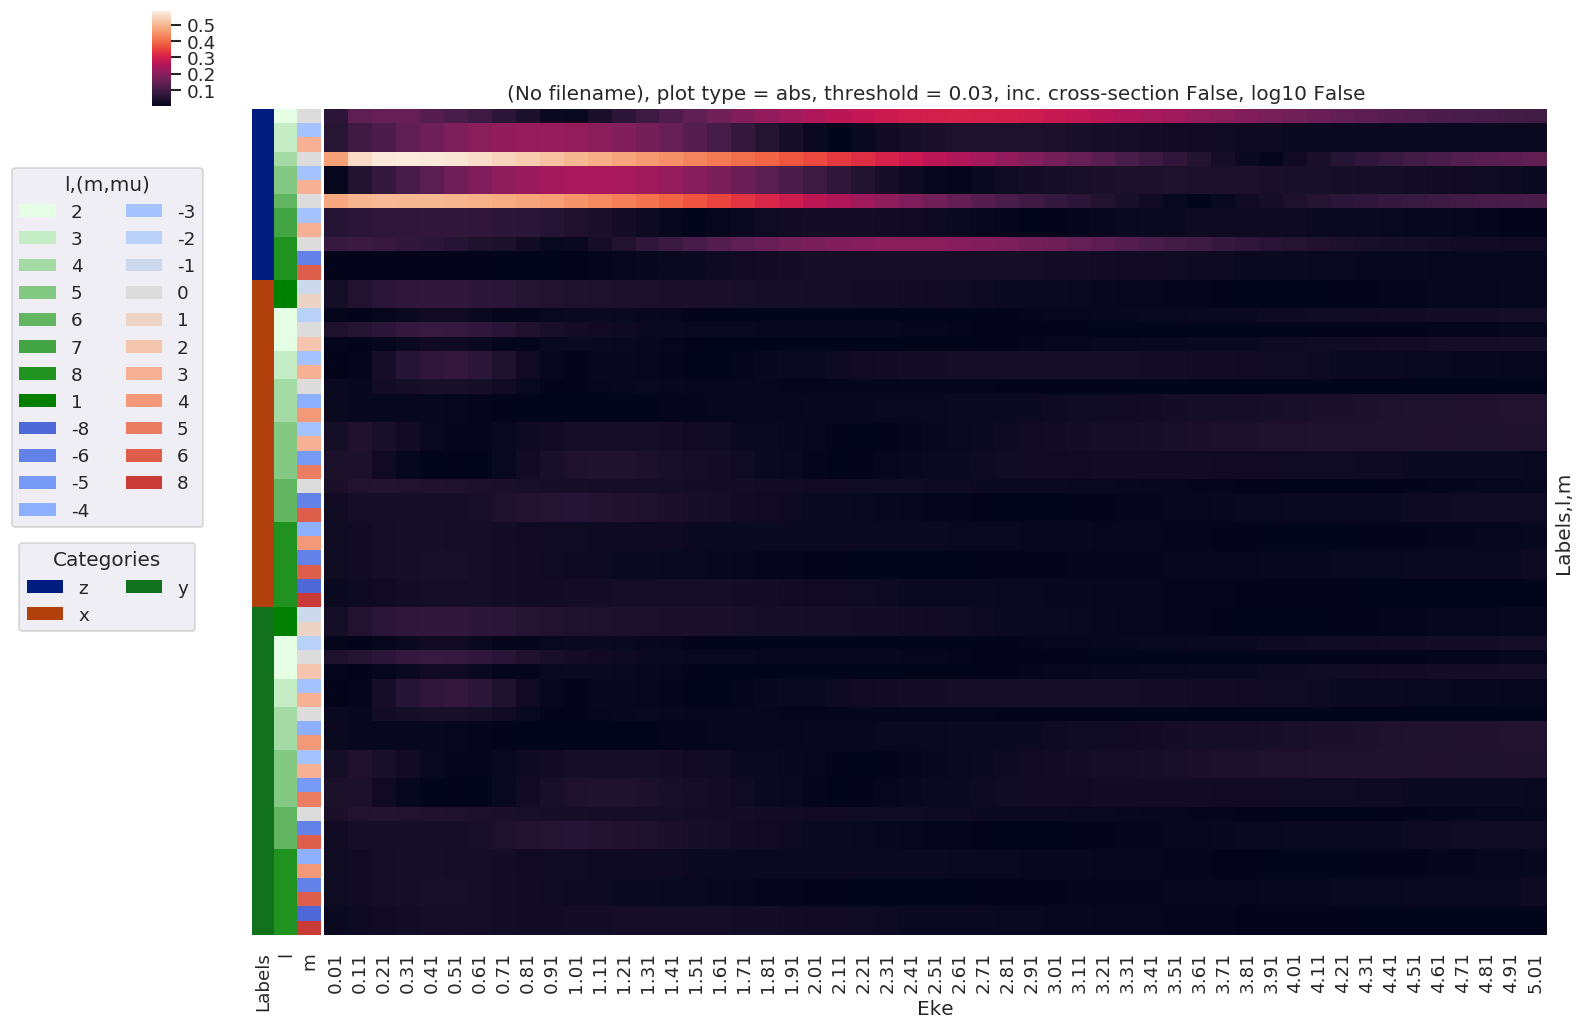 0.5
0.4
0.3
0.2
0.1
(No filename), plot type = abs, threshold = 0.03, inc. cross-section False, log10 False
l,(m,mu)
2 -3
3 -2
4 -1
5 0
6 1
7 2
8 3
1 4
-8 5
-6 6
-5 8
-4
Categories
z y
x
Labels,l,m
Labels l m 0.01 0.11 0.21 0.31 0.41 0.51 0.61 0.71 0.81 0.91 1.01 1.11 1.21 1.31 1.41 1.51 1.61 1.71 1.81 1.91 2.01 2.11 2.21 2.31 2.41 2.51 2.61 2.71 2.81 2.91 3.01 3.11 3.21 3.31 3.41 3.51 3.61 3.71 3.81 3.91 4.01 4.11 4.21 4.31 4.41 4.51 4.61 4.71 4.81 4.91 5.01
Eke